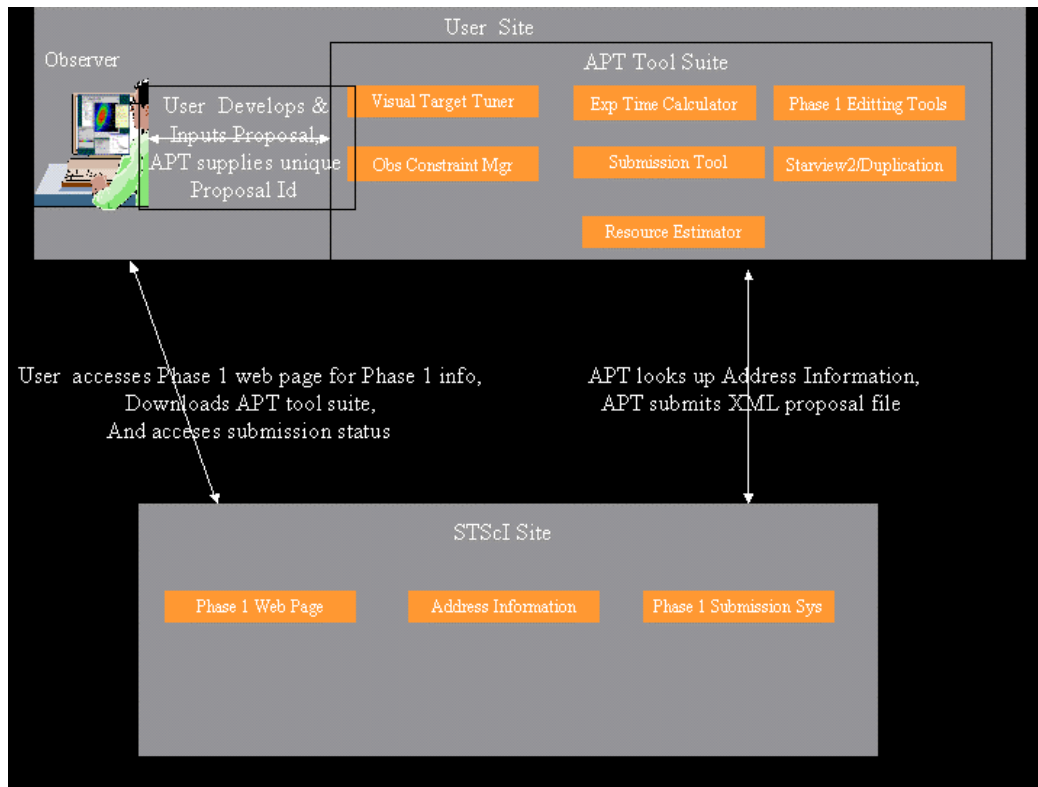 User Site
Observer
APT Tool Suite
User Develops &
Inputs Proposal,
APT supplies unique
Proposal Id
Visual Target Tuner
Exp Time Calculator
Phase 1 Editting Tools
Obs Constraint Mgr
Submission Tool
Starview2/Duplication
Resource Estimator
User accesses Phase 1 web page for Phase 1 info,
Downloads APT tool suite,
And acceses submission status
APT looks up Address Information,
APT submits XML proposal file
STScI Site
Phase 1 Web Page
Address Information
Phase 1 Submission Sys